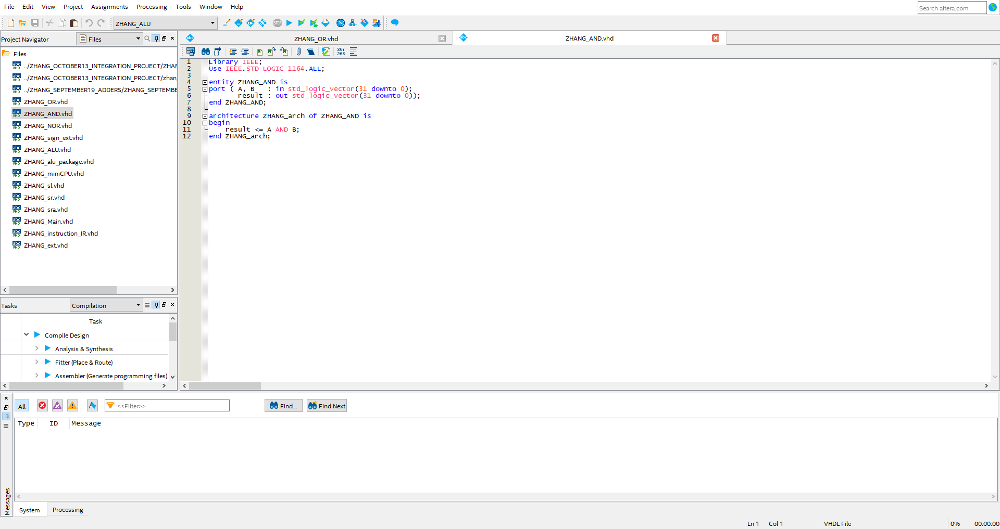 File Edit View Project Assignments Processing Tools Window Help
Search altera.com
ZHANG_ALU
STOP
Project Navigator
Files
ZHANG_OR.vhd
ZHANG_AND.vhd
267
268
Files
../ZHANG_OCTOBER13_INTEGRATION_PROJECT/ZHAN
../ZHANG_OCTOBER13_INTEGRATION_PROJECT/zhang
../ZHANG_SEPTEMBER19_ADDERS/ZHANG_SEPTEMBE
ZHANG_OR.vhd
ZHANG_AND.vhd
ZHANG_NOR.vhd
ZHANG_sign_ext.vhd
ZHANG_ALU.vhd
ZHANG_alu_package.vhd
ZHANG_miniCPU.vhd
ZHANG_sl.vhd
ZHANG_sr.vhd
ZHANG_sra.vhd
ZHANG_Main.vhd
ZHANG_instruction_IR.vhd
ZHANG_ext.vhd
1 Library IEEE;
2 Use IEEE.STD_LOGIC_1164.ALL;
3
4 entity ZHANG_AND is
5 port ( A, B   : in std_logic_vector(31 downto 0);
6        result : out std_logic_vector(31 downto 0));
7 end ZHANG_AND;
8
9 architecture ZHANG_arch of ZHANG_AND is
10 begin
11     result <= A AND B;
12 end ZHANG_arch;
Tasks
Compilation
Task
Compile Design
Analysis & Synthesis
Fitter (Place & Route)
Assembler (Generate programming files)
All
<<Filter>>
Find...
Find Next
Type ID Message
Messages
System Processing
Ln 1 Col 1 VHDL File 0% 00:00:00